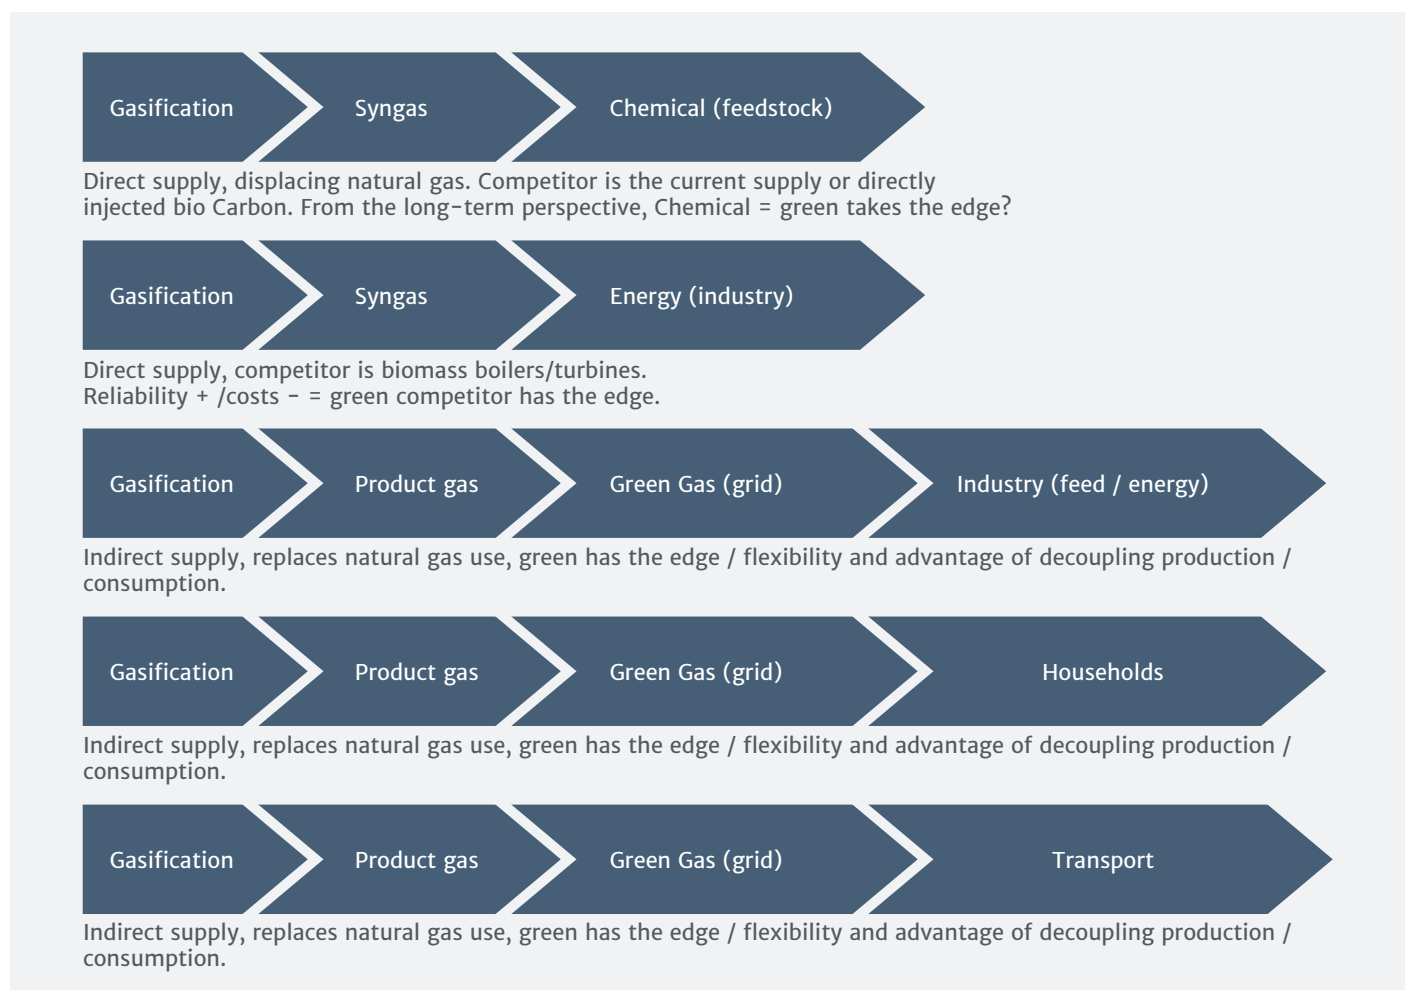 Gasification Syngas Chemical (feedstock)
Direct supply, displacing natural gas. Competitor is the current supply or directly
injected bio Carbon. From the long-term perspective, Chemical = green takes the edge?
Gasification Syngas Energy (industry)
Direct supply, competitor is biomass boilers/turbines.
Reliability + /costs - = green competitor has the edge.
Gasification Product gas Green Gas (grid) Industry (feed / energy)
Indirect supply, replaces natural gas use, green has the edge / flexibility and advantage of decoupling production /
consumption.
Gasification Product gas Green Gas (grid) Households
Indirect supply, replaces natural gas use, green has the edge / flexibility and advantage of decoupling production /
consumption.
Gasification Product gas Green Gas (grid) Transport
Indirect supply, replaces natural gas use, green has the edge / flexibility and advantage of decoupling production /
consumption.